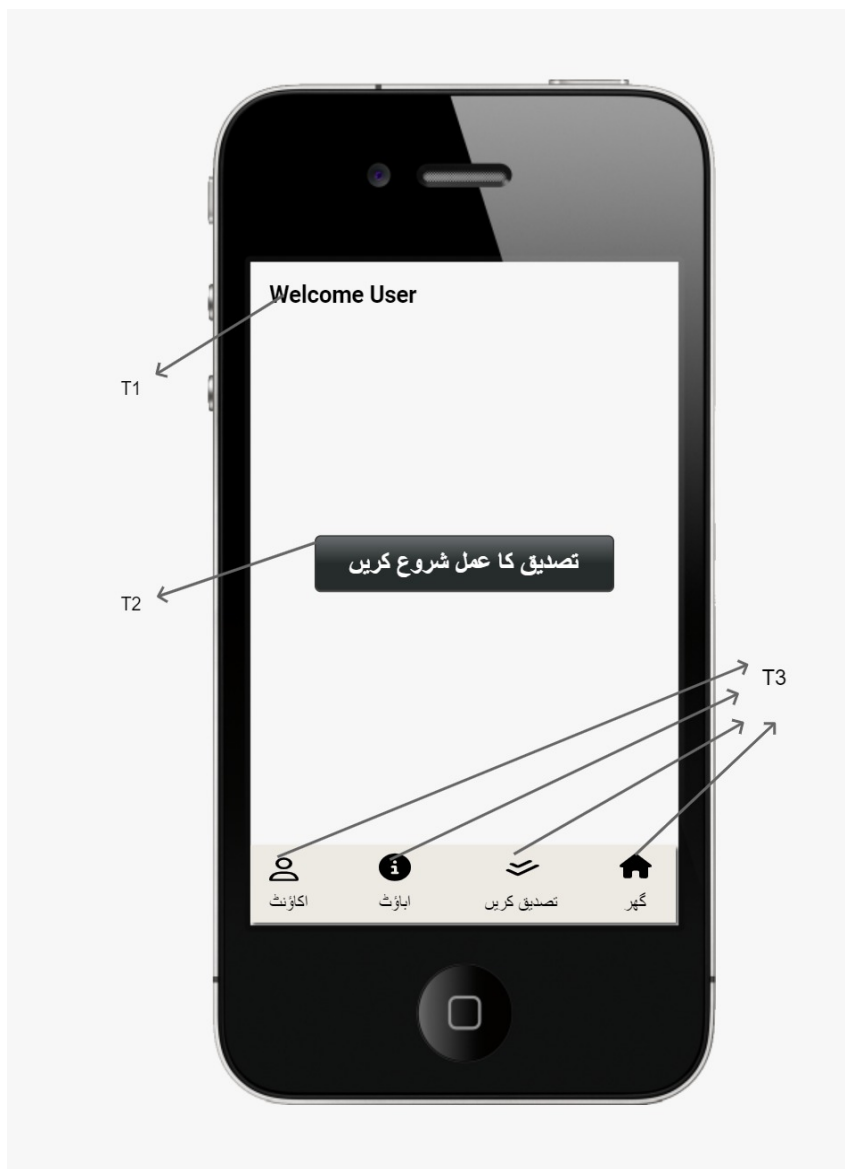 Welcome User
T1
تصدیق کا عمل شروع کریں
T2
T3
گھر
تصدیق کریں
اباؤٹ
اکاؤنٹ